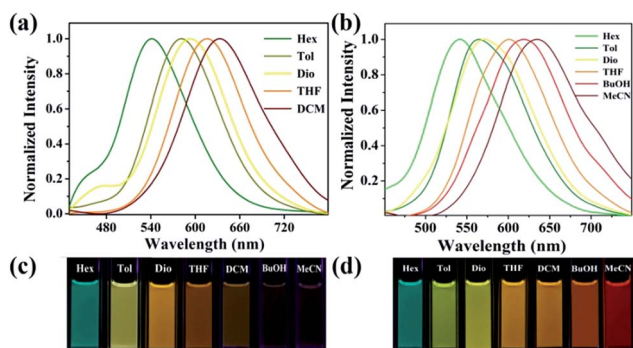 (a)
Normalized Intensity
1.0
0.8
0.6
0.4
0.2
0.0
480 540 600 660 720
Wavelength (nm)
Hex
Tol
Dio
THF
DCM
(b)
Normalized Intensity
1.0
0.8
0.6
0.4
0.2
500 550 600 650 700
Wavelength (nm)
Hex
Tol
Dio
THF
BuOH
MeCN
(c)
Hex Tol Dio THF DCM BuOH MeCN
(d)
Hex Tol Dio THF DCM BuOH MeCN